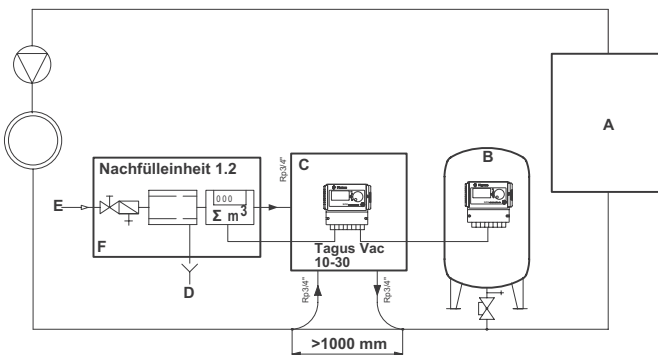 A
B
Nachfülleinheit 1.2
C
Rp3/4"
E
000
Σ m³
F
Tagus Vac
10-30
D
Rp3/4"
Rp3/4"
>1000 mm